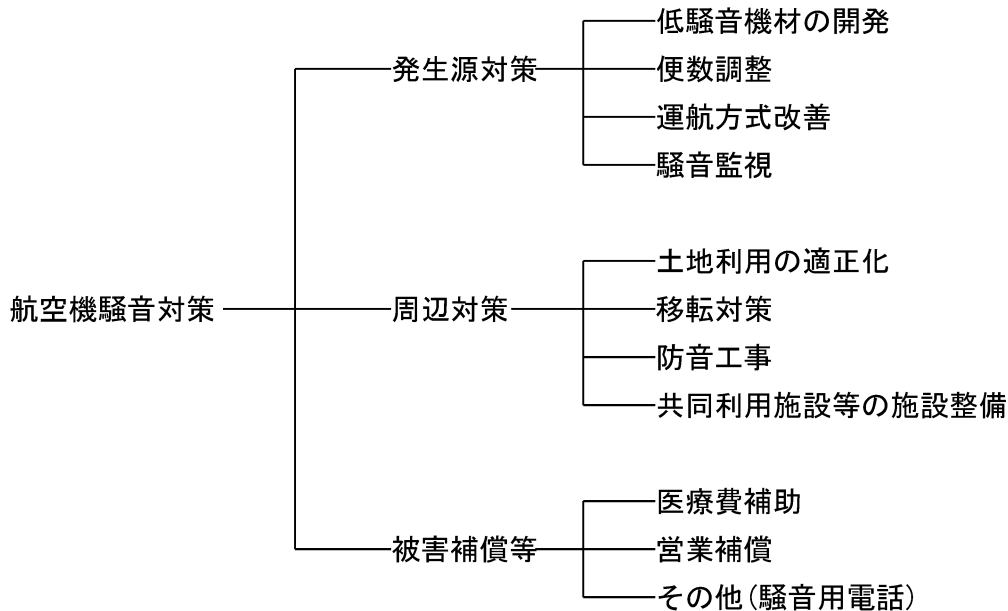 航空機騒音対策
発生源対策
低騒音機材の開発
便数調整
運航方式改善
騒音監視
周辺対策
土地利用の適正化
移転対策
防音工事
共同利用施設等の施設整備
被害補償等
医療費補助
営業補償
その他(騒音用電話)